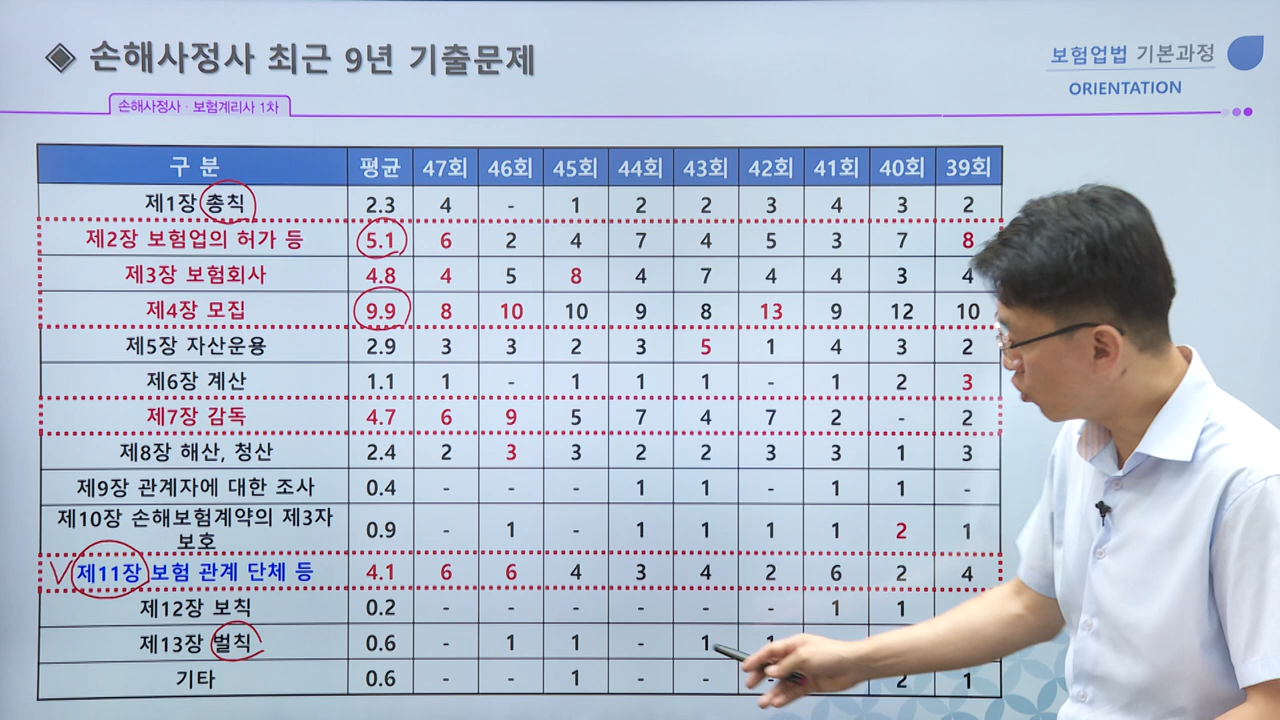 ◈ 손해사정사 최근 9년 기출문제
보험업법 기본과정
ORIENTATION
손해사정사 · 보험계리사 1차
구 분 평균 47회 46회 45회 44회 43회 42회 41회 40회 39회
제1장 총칙 2.3 4 - 1 2 2 3 4 3 2
제2장 보험업의 허가 등 5.1 6 2 4 7 4 5 3 7 8
제3장 보험회사 4.8 4 5 8 4 7 4 4 3 4
제4장 모집 9.9 8 10 10 9 8 13 9 12 10
제5장 자산운용 2.9 3 3 2 3 5 1 4 3 2
제6장 계산 1.1 1 - 1 1 1 - 1 2 3
제7장 감독 4.7 6 9 5 7 4 7 2 - 2
제8장 해산, 청산 2.4 2 3 3 2 2 3 3 1 3
제9장 관계자에 대한 조사 0.4 - - - 1 1 - 1 1 -
제10장 손해보험계약의 제3자
보호 0.9 - 1 - 1 1 1 1 2 1
제11장 보험 관계 단체 등 4.1 6 6 4 3 4 2 6 2 4
제12장 보칙 0.2 - - - - - - 1 1
제13장 벌칙 0.6 - 1 1 - 1 1
기타 0.6 - - 1 - - - 2 1